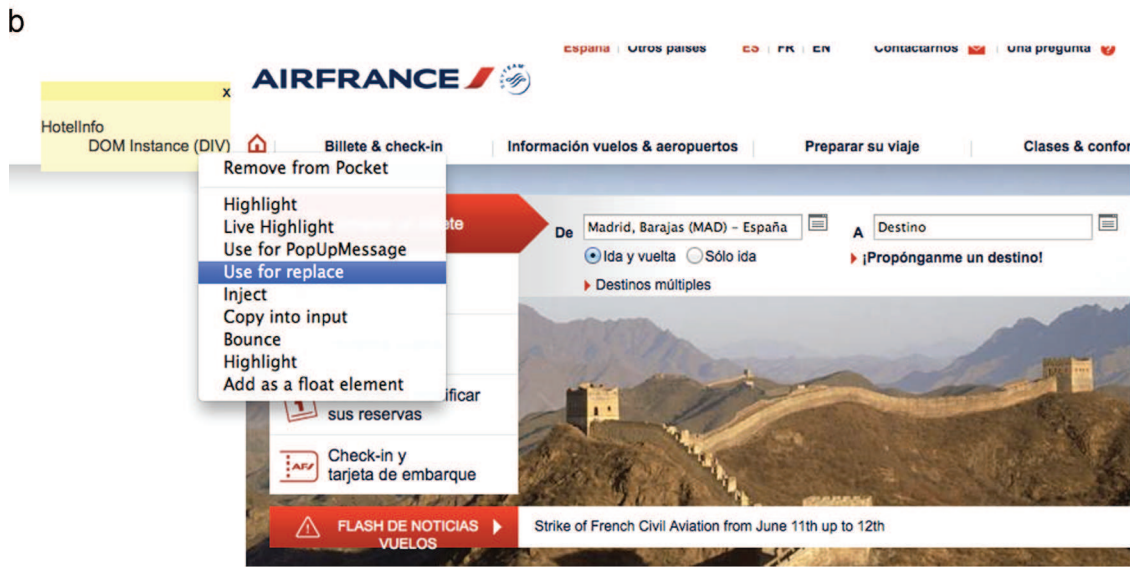 b
España Otros países ES FR EN Contáctarnos Una pregunta ?
AIRFRANCE
x
HotelInfo
DOM Instance (DIV)
Billete & check-in Información vuelos & aeropuertos Preparar su viaje Clases & confor
Remove from Pocket
Highlight
Live Highlight
Use for PopUpMessage
Use for replace
Inject
Copy into input
Bounce
Highlight
Add as a float element
De Madrid, Barajas (MAD) – España A Destino
Ida y vuelta Sólo ida ¡Propónganme un destino!
Destinos múltiples
ificar
sus reservas
AF
Check-in y
tarjeta de embarque
FLASH DE NOTICIAS
VUELOS
Strike of French Civil Aviation from June 11th up to 12th